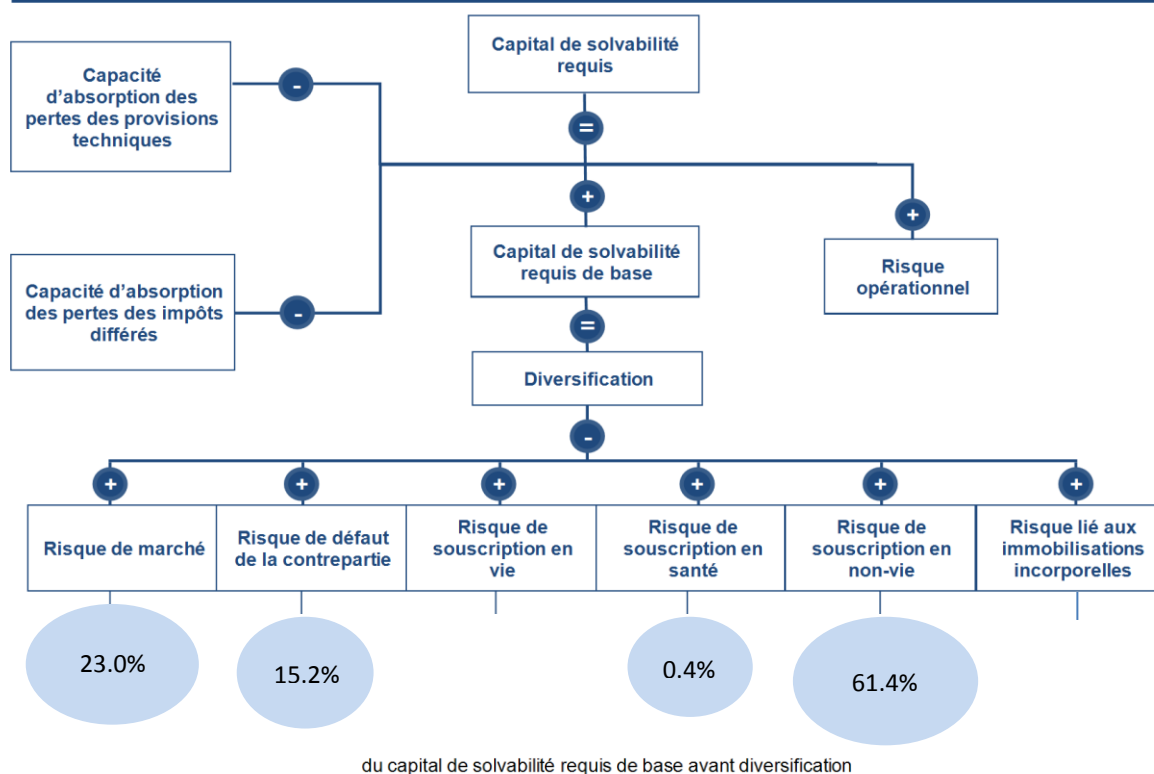 Capital de solvabilité
requis
Capacité
d'absorption des
pertes des provisions
techniques
-
=
+
+
Capital de solvabilité
requis de base
Risque
opérationnel
Capacité d'absorption
des pertes des impôts
différés
-
=
Diversification
-
+
+
+
+
+
+
Risque de marché
Risque de défaut
de la contrepartie
Risque de
souscription en
vie
Risque de
souscription en
santé
Risque de
souscription en
non-vie
Risque lié aux
immobilisations
incorporelles
23.0%
15.2%
0.4%
61.4%
du capital de solvabilité requis de base avant diversification